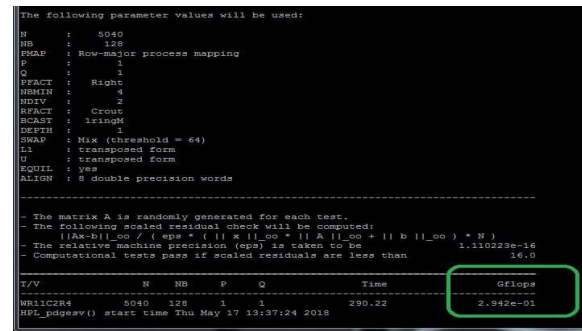 The following parameter values will be used:
N : 5040
NB : 128
PMAP : Row-major process mapping
P : 1
Q : 1
PFACT : Right
NBMIN : 4
NDIV : 2
RFACT : Crout
BCAST : 1ringM
DEPTH : 1
SWAP : Mix (threshold = 64)
L1 : transposed form
U : transposed form
EQUIL : yes
ALIGN : 8 double precision words
--------------------------------------------------------------------------------
- The matrix A is randomly generated for each test.
- The following scaled residual check will be computed:
||Ax-b||_oo / ( eps * ( || x ||_oo * || A ||_oo + || b ||_oo ) * N )
- The relative machine precision (eps) is taken to be 1.110223e-16
- Computational tests pass if scaled residuals are less than 16.0
================================================================================
T/V N NB P Q Time Gflops
--------------------------------------------------------------------------------
WR11C2R4 5040 128 1 1 290.22 2.942e-01
HPL_pdgesv() start time Thu May 17 13:37:24 2018